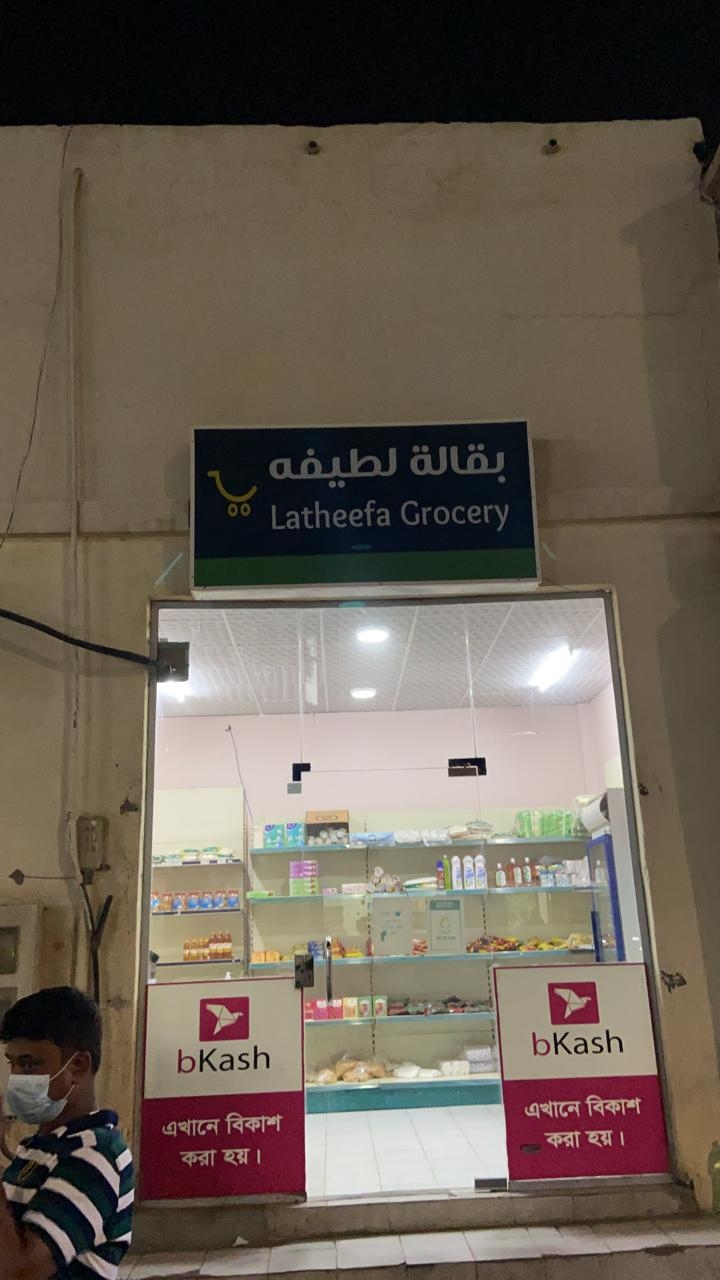 بقالة لطيفه
Latheefa Grocery
bKash
এখানে বিকাশ
করা হয়।
bKash
এখানে বিকাশ
করা হয়।